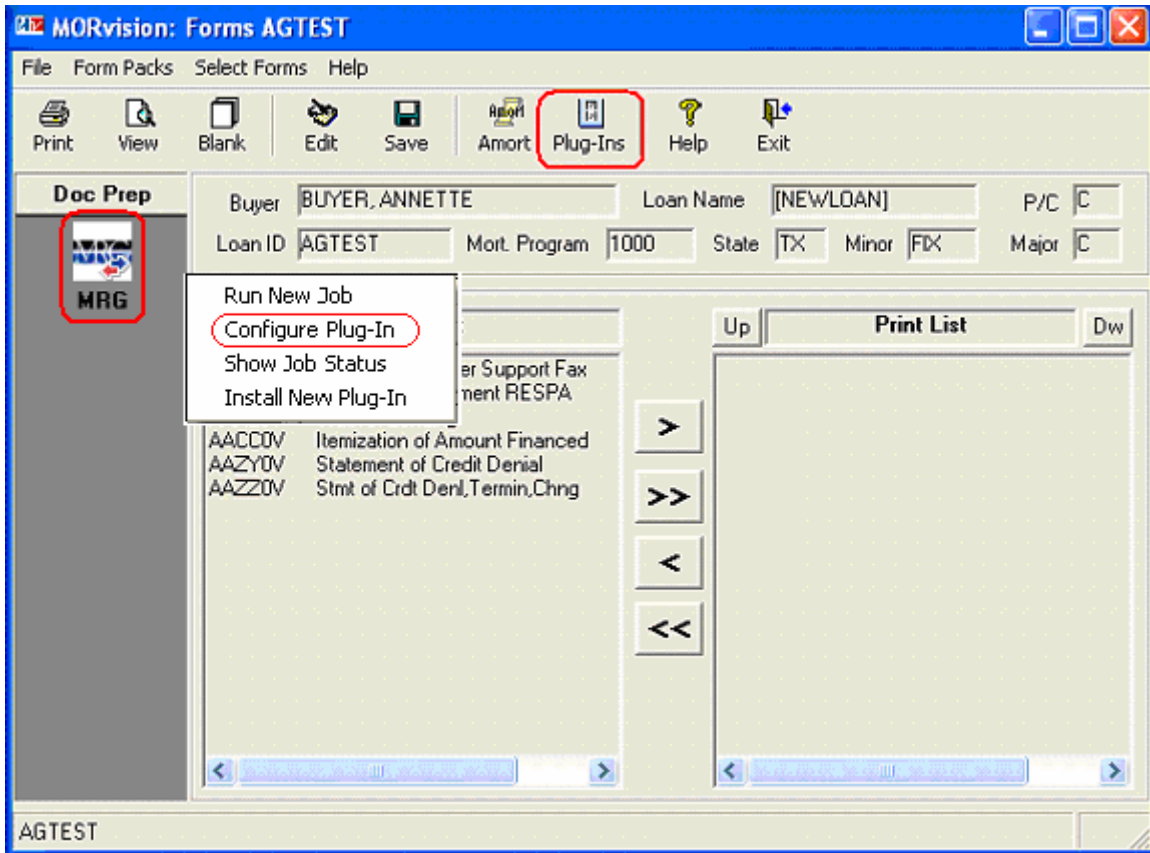 MORvision: Forms AGTEST
File Form Packs Select Forms Help
Print View Blank Edit Save Amort Plug-Ins Help Exit
Doc Prep
MRG
Buyer BUYER, ANNETTE Loan Name [NEWLOAN] P/C C
Loan ID AGTEST Mort. Program 1000 State TX Minor FIX Major C
Run New Job
Configure Plug-In
Show Job Status
Install New Plug-In
Up Print List Dw
er Support Fax
ment RESPA
AACC0V Itemization of Amount Financed
AAZY0V Statement of Credit Denial
AAZZ0V Stmt of Crdt Denl,Termin,Chng
>
>>
<
<<
AGTEST